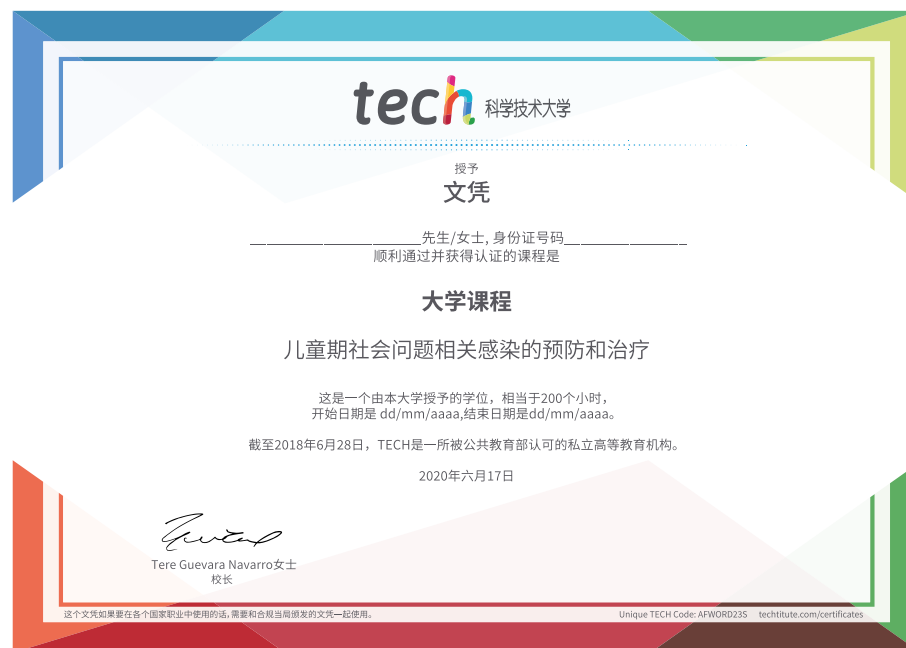 tech 科学技术大学
授予
文凭
______________________先生/女士, 身份证号码________________
顺利通过并获得认证的课程是
大学课程
儿童期社会问题相关感染的预防和治疗
这是一个由本大学授予的学位，相当于200个小时，
开始日期是 dd/mm/aaaa,结束日期是dd/mm/aaaa。
截至2018年6月28日，TECH是一所被公共教育部认可的私立高等教育机构。
2020年六月17日
Tere Guevara Navarro女士
校长
这个文凭如果要在各个国家职业中使用的话,需要和合规当局颁发的文凭一起使用。
Unique TECH Code: AFWORD23S techtitute.com/certificates